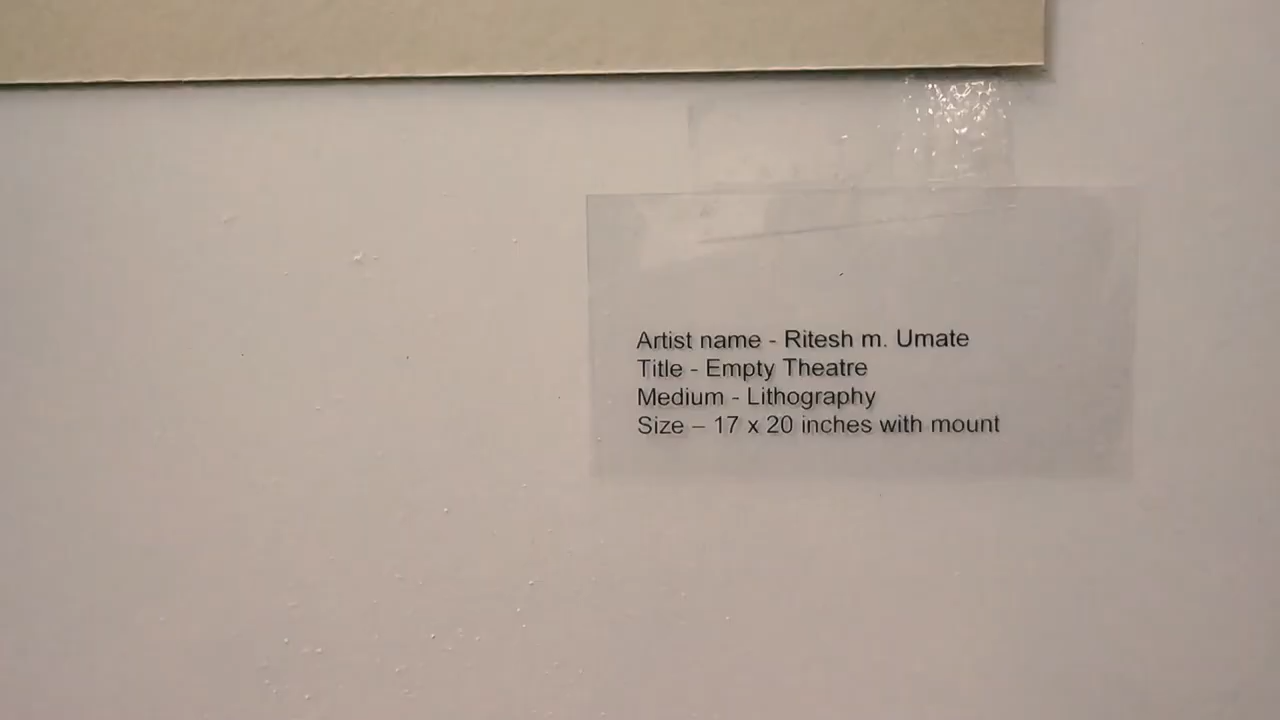 Artist name - Ritesh m. Umate
Title - Empty Theatre
Medium - Lithography
Size – 17 x 20 inches with mount